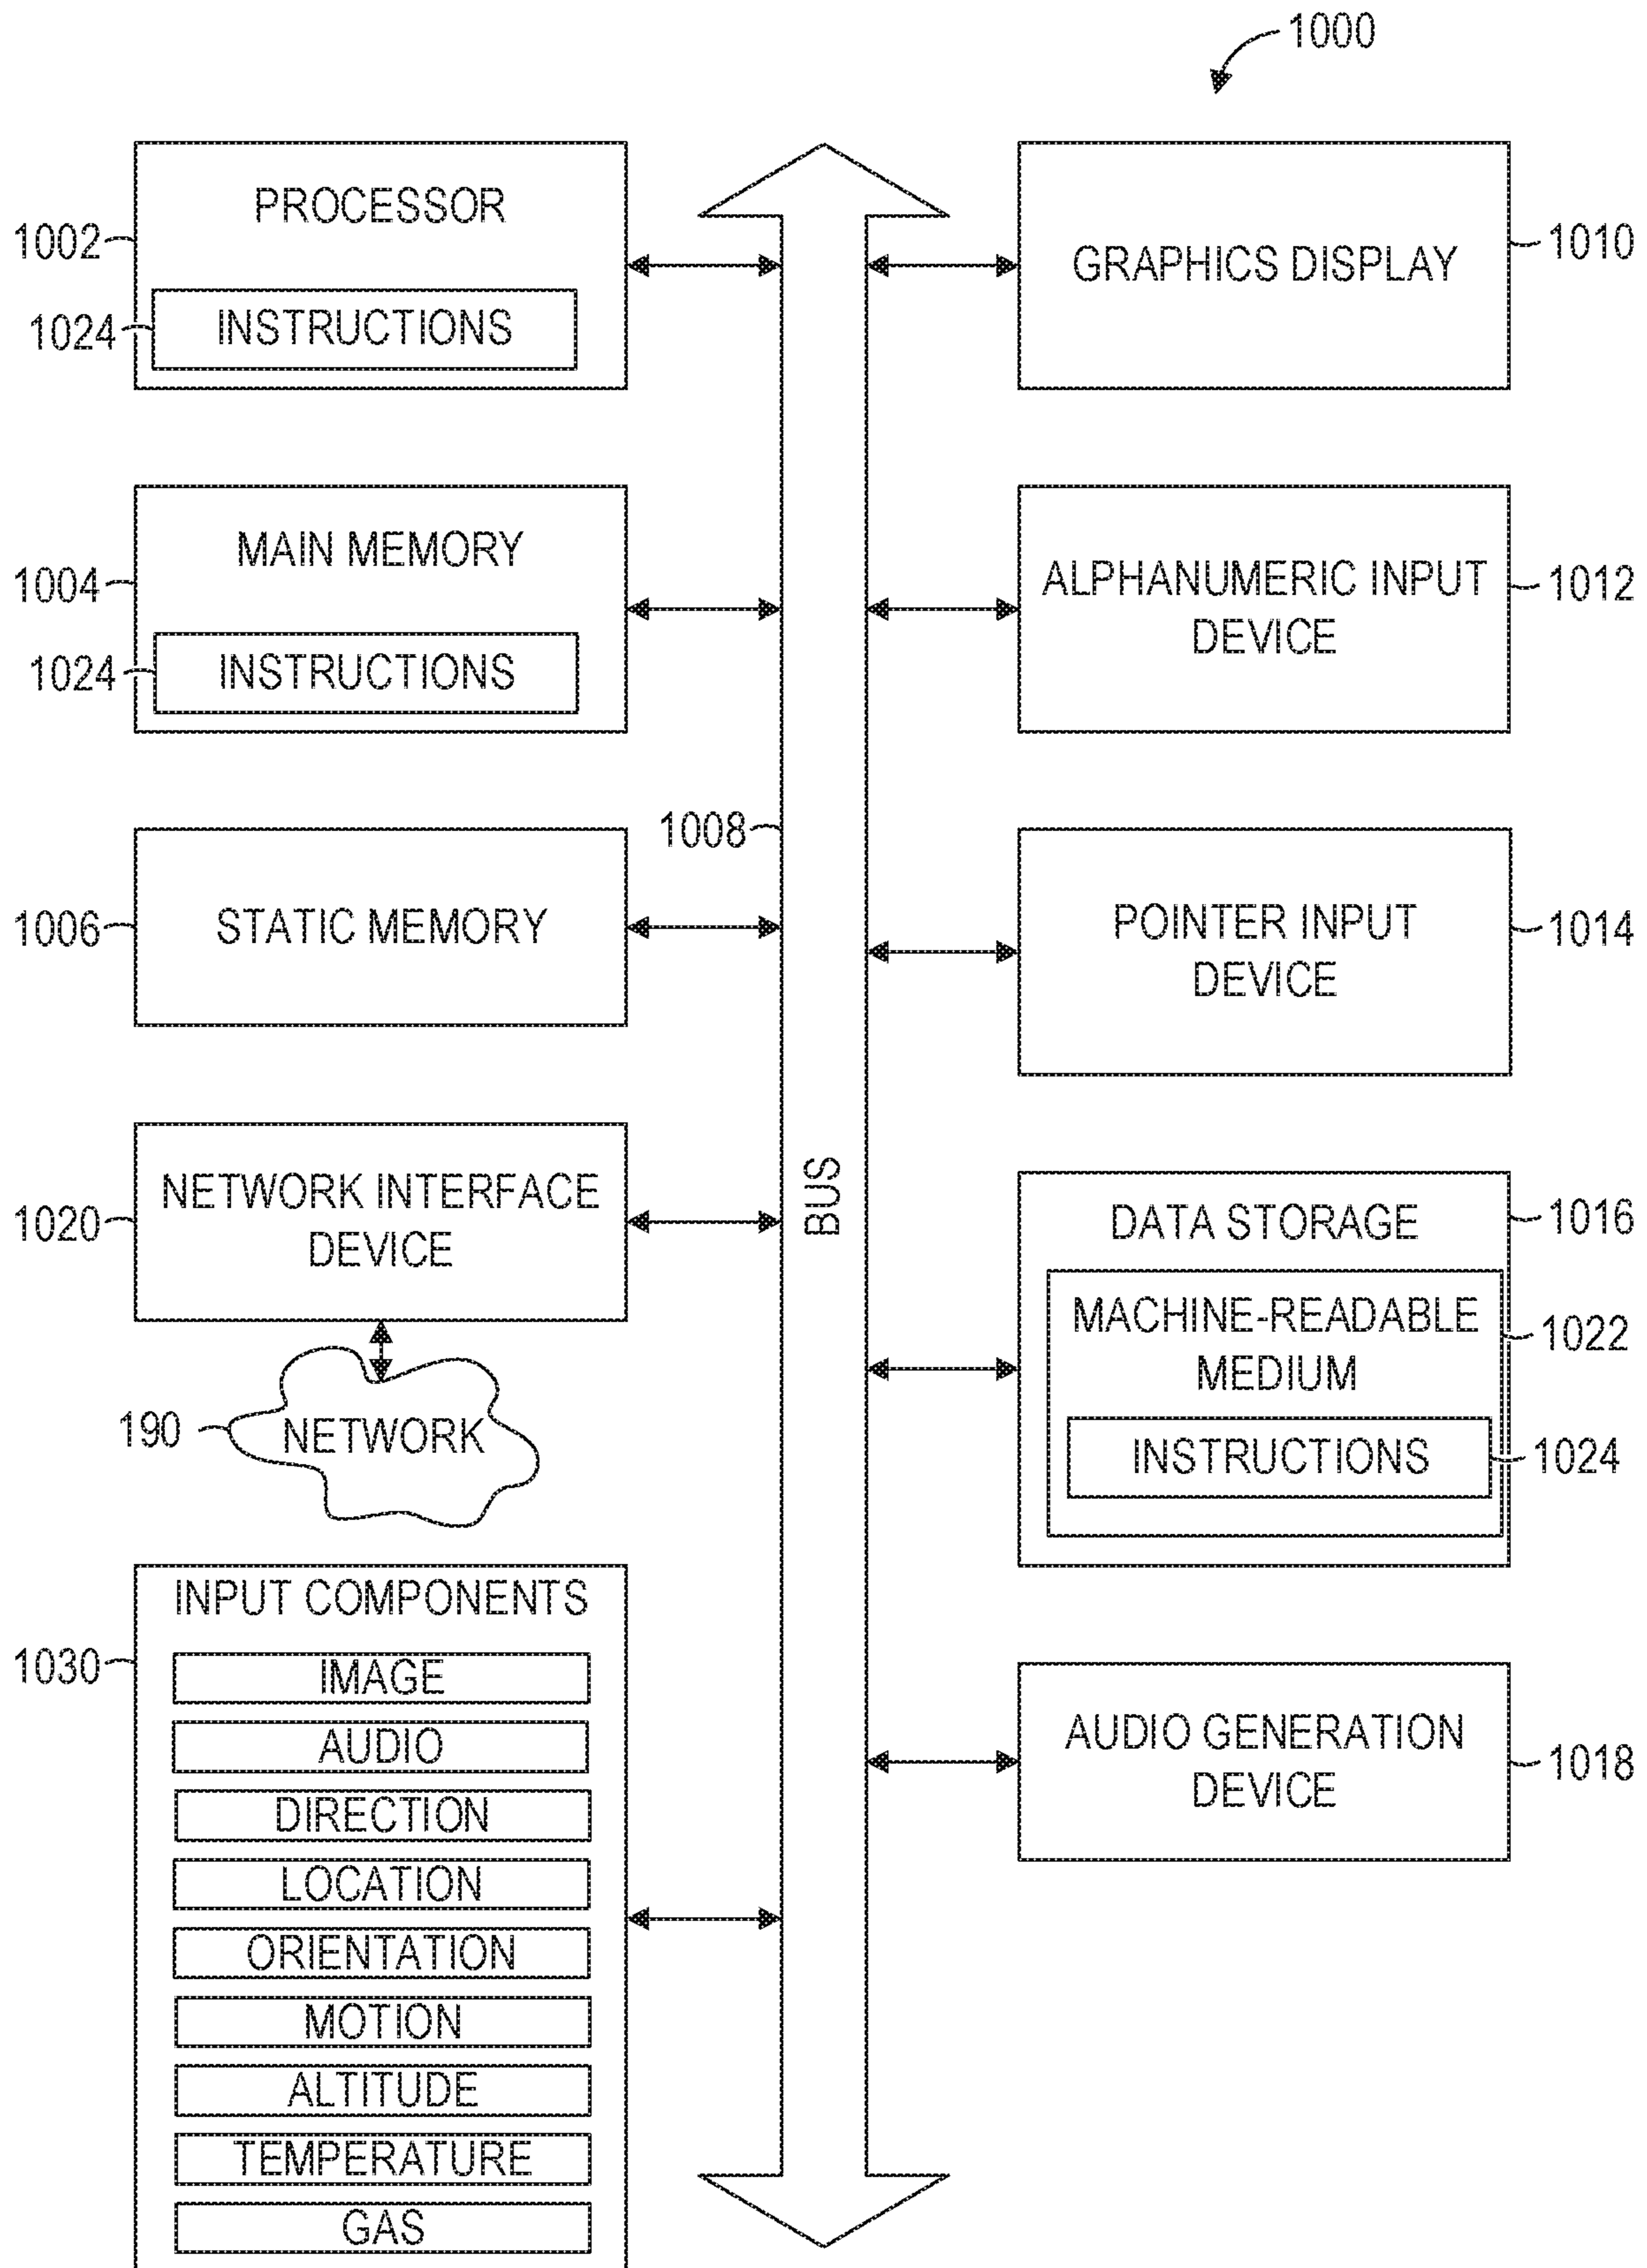 1000
PROCESSOR
1002
1024
INSTRUCTIONS
MAIN MEMORY
1004
1024
INSTRUCTIONS
1008
1006
STATIC MEMORY
NETWORK INTERFACE
DEVICE
1020
190
NETWORK
INPUT COMPONENTS
1030
IMAGE
AUDIO
DIRECTION
LOCATION
ORIENTATION
MOTION
ALTITUDE
TEMPERATURE
GAS
BUS
GRAPHICS DISPLAY
1010
ALPHANUMERIC INPUT
DEVICE
1012
POINTER INPUT
DEVICE
1014
DATA STORAGE
1016
MACHINE-READABLE
MEDIUM
1022
INSTRUCTIONS
1024
AUDIO GENERATION
DEVICE
1018